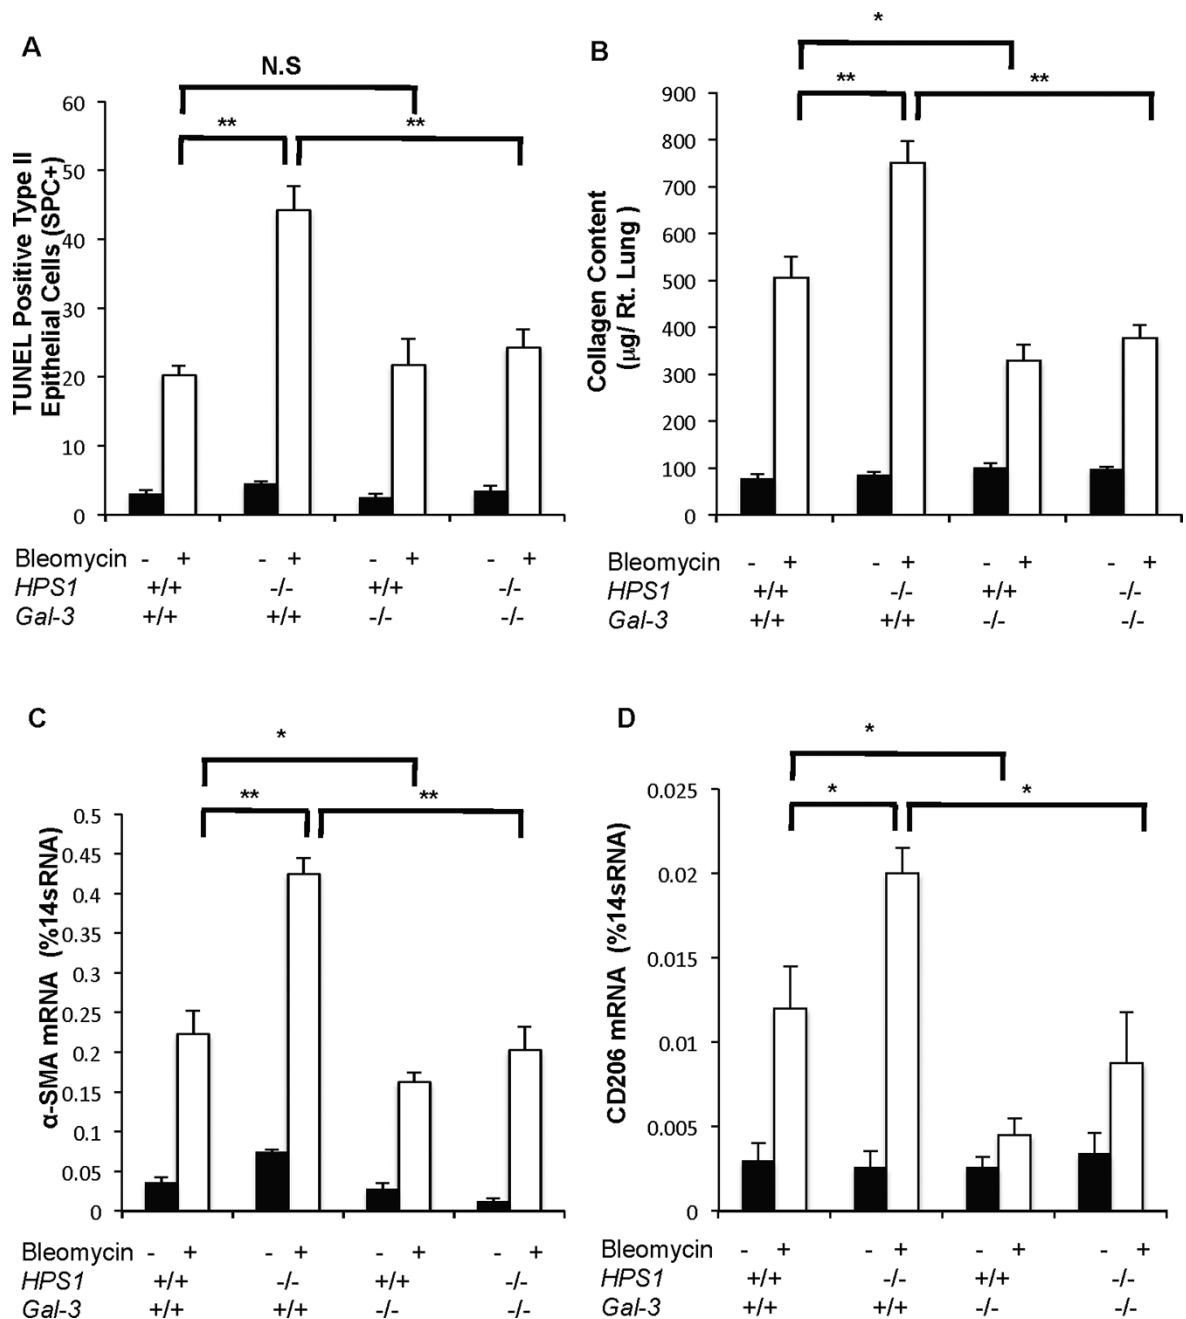 A
N.S
**
**
60
50
40
30
20
10
0
TUNEL Positive Type II
Epithelial Cells (SPC+)
Bleomycin - + - + - + - +
HPS1 +/+ -/- +/+ -/-
Gal-3 +/+ +/+ -/- -/-
B
*
**
**
900
800
700
600
500
400
300
200
100
0
Collagen Content
(µg/ Rt. Lung )
Bleomycin - + - + - + - +
HPS1 +/+ -/- +/+ -/-
Gal-3 +/+ +/+ -/- -/-
C
*
**
**
0.5
0.45
0.4
0.35
0.3
0.25
0.2
0.15
0.1
0.05
0
α-SMA mRNA (%14sRNA)
Bleomycin - + - + - + - +
HPS1 +/+ -/- +/+ -/-
Gal-3 +/+ +/+ -/- -/-
D
*
*
*
0.025
0.02
0.015
0.01
0.005
0
CD206 mRNA (%14sRNA)
Bleomycin - + - + - + - +
HPS1 +/+ -/- +/+ -/-
Gal-3 +/+ +/+ -/- -/-